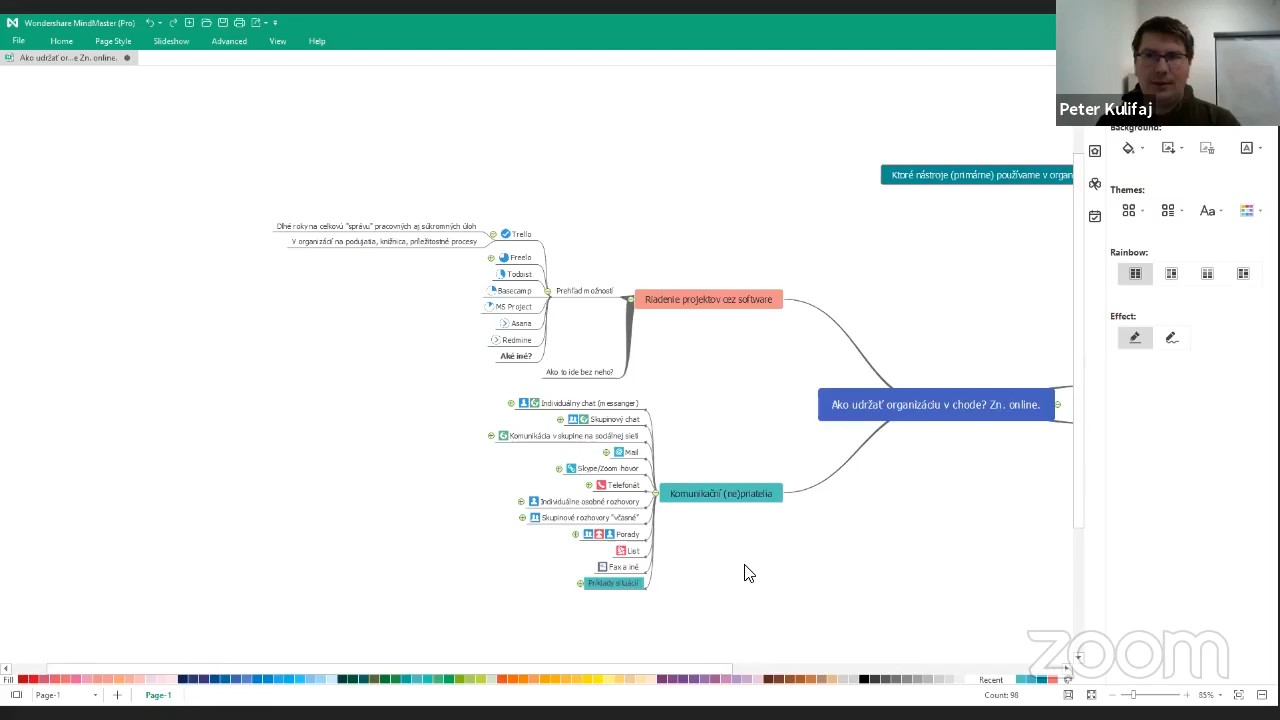 Wondershare MindMaster (Pro)
File Home Page Style Slideshow Advanced View Help
Ako udržať or...e Zn. online.
Peter Kulifaj
Background:
Themes:
Aa
Rainbow:
Effect:
Ktoré nástroje (primárne) používame v organ
Dlhé roky na celkovú "správu" pracovných aj súkromných úloh
V organizácií na podujatia, knižnica, príležitostné procesy
Trello
Freelo
Todoist
Basecamp
MS Project
Asana
Redmine
Aké iné?
Prehľad možností
Ako to ide bez neho?
Riadenie projektov cez software
Ako udržať organizáciu v chode? Zn. online.
Individuálny chat (messanger)
Skupinový chat
Komunikácia v skupine na sociálnej sieti
Mail
Skype/Zoom hovor
Telefonát
Individuálne osobné rozhovory
Skupinové rozhovory "včasné"
Porady
List
Fax a iné
Príklady situácií
Komunikační (ne)priatelia
zoom
Fill
Recent
Page-1
Page-1
Count: 98
85%